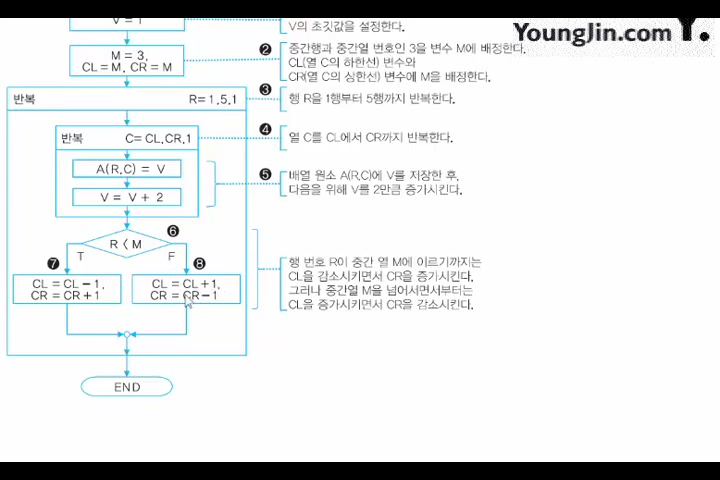 YoungJin.com Y.
V = 1
V의 초깃값을 설정한다.
M = 3,
CL = M, CR = M
❷
중간행과 중간열 번호인 3을 변수 M에 배정한다.
CL(열 C의 하한선) 변수와
CR(열 C의 상한선) 변수에 M을 배정한다.
반복 R = 1,5,1
❸
행 R을 1행부터 5행까지 반복한다.
반복 C = CL,CR,1
❹
열 C를 CL에서 CR까지 반복한다.
A(R,C) = V
V = V + 2
❺
배열 원소 A(R,C)에 V를 저장한 후,
다음을 위해 V를 2만큼 증가시킨다.
❻
R < M
T
F
❼
CL = CL – 1,
CR = CR + 1
❽
CL = CL + 1,
CR = CR – 1
행 번호 R이 중간 열 M에 이르기까지는
CL을 감소시키면서 CR을 증가시킨다.
그러나 중간열 M을 넘어서면서부터는
CL을 증가시키면서 CR을 감소시킨다.
END